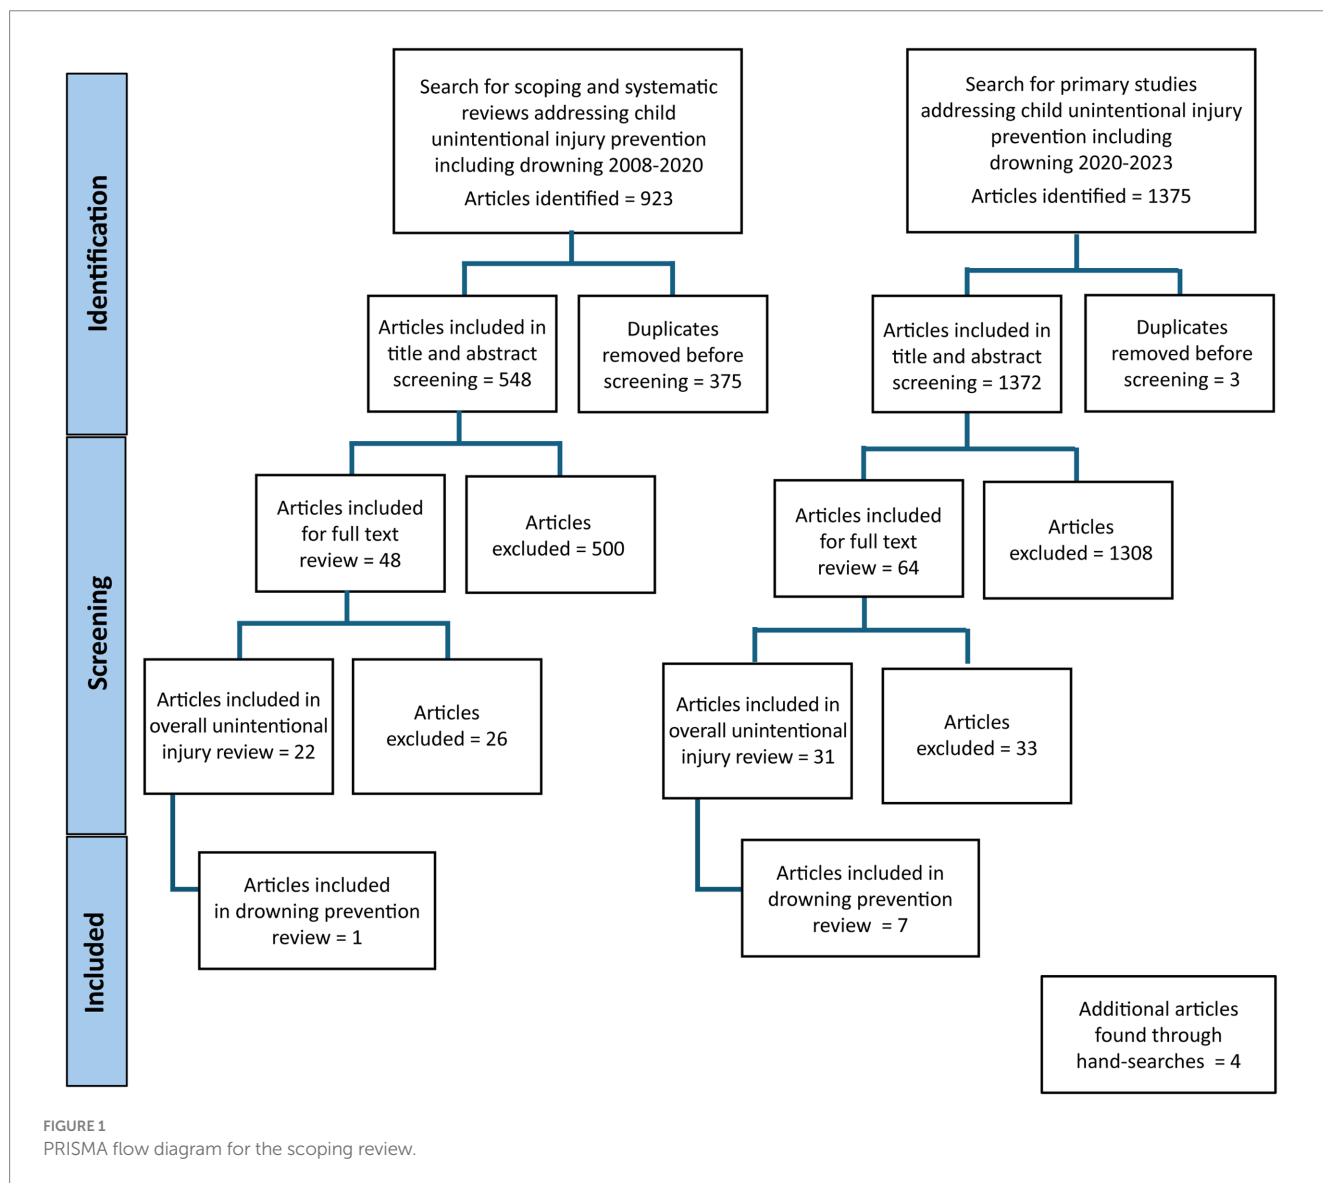 Identification
Search for scoping and systematic
reviews addressing child
unintentional injury prevention
including drowning 2008-2020
Articles identified = 923
Search for primary studies
addressing child unintentional injury
prevention including
drowning 2020-2023
Articles identified = 1375
Articles included in
title and abstract
screening = 548
Duplicates
removed before
screening = 375
Articles included in
title and abstract
screening = 1372
Duplicates
removed before
screening = 3
Screening
Articles included
for full text
review = 48
Articles
excluded = 500
Articles included
for full text
review = 64
Articles
excluded = 1308
Articles included in
overall unintentional
injury review = 22
Articles
excluded = 26
Articles included in
overall unintentional
injury review = 31
Articles
excluded = 33
Included
Articles included
in drowning prevention
review = 1
Articles included in
drowning prevention
review = 7
Additional articles
found through
hand-searches = 4
FIGURE 1
PRISMA flow diagram for the scoping review.